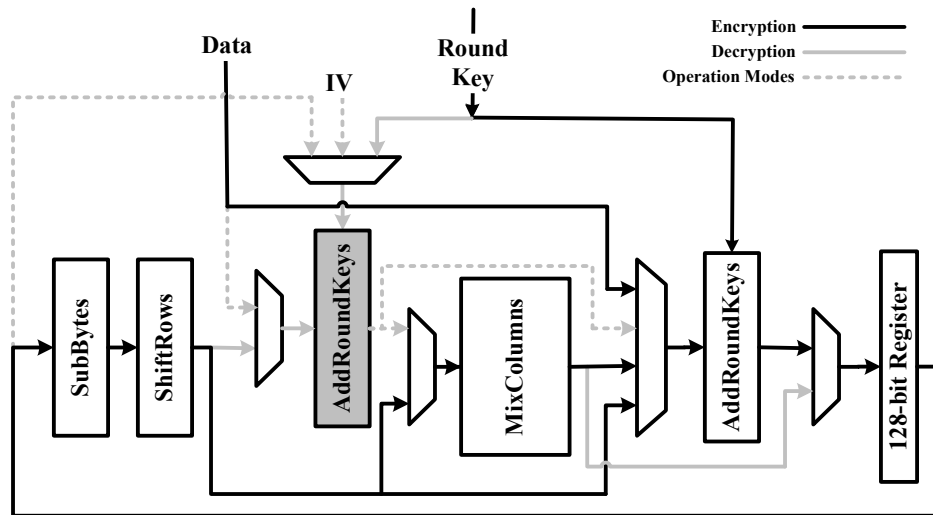 Encryption
Decryption
Operation Modes
Data
Round
Key
IV
SubBytes
ShiftRows
AddRoundKeys
MixColumns
AddRoundKeys
128-bit Register